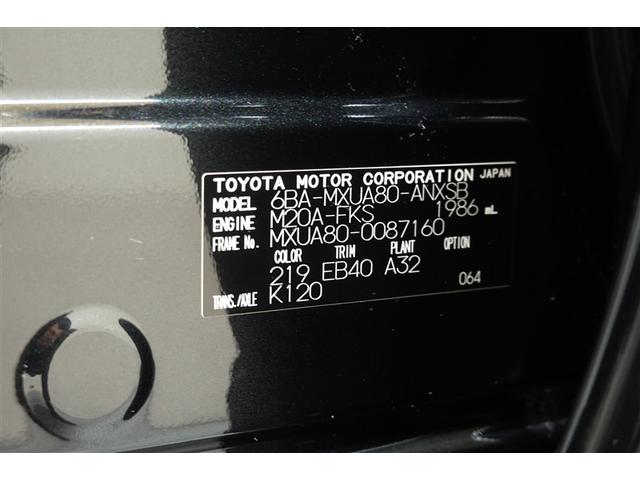 TOYOTA MOTOR CORPORATION JAPAN
MODEL 6BA-MXUA80-ANXSB
ENGINE M20A-FKS 1986 mL
FRAME No. MXUA80-0087160
COLOR TRIM PLANT OPTION
219 EB40 A32
TRANS./AXLE K120 064